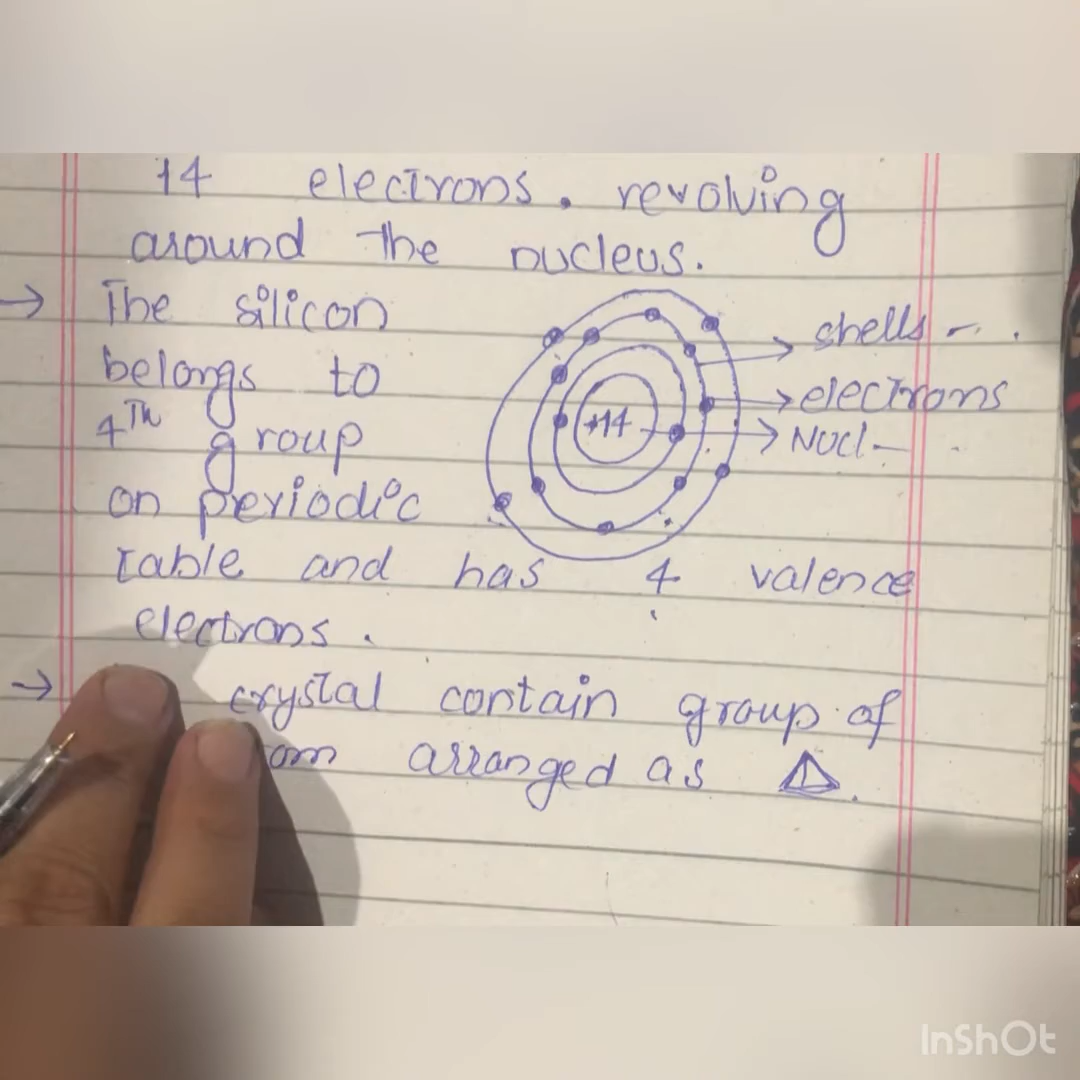 14 electrons. revolving
around the nucleus.
→ The silicon
belongs to
4Th group
on periodic
table and has 4 valence
electrons.
shells
electrons
Nucl
+14
→ crystal contain group of
om arranged as
InShOt